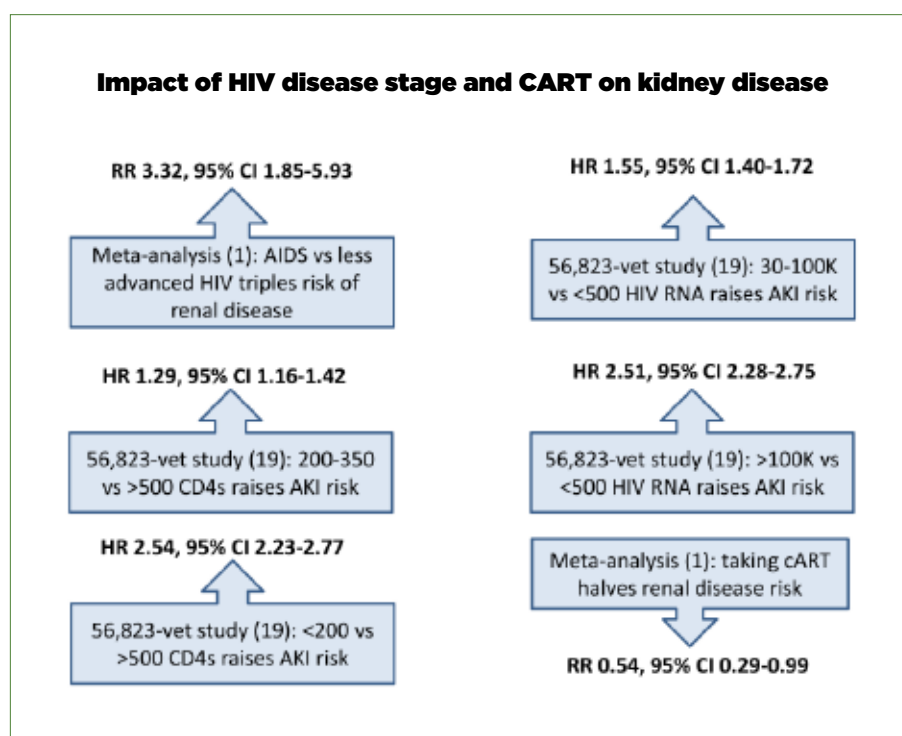 Impact of HIV disease stage and CART on kidney disease
RR 3.32, 95% CI 1.85-5.93
Meta-analysis (1): AIDS vs less
advanced HIV triples risk of
renal disease
HR 1.29, 95% CI 1.16-1.42
56,823-vet study (19): 200-350
vs >500 CD4s raises AKI risk
HR 2.54, 95% CI 2.23-2.77
56,823-vet study (19): <200 vs
>500 CD4s raises AKI risk
HR 1.55, 95% CI 1.40-1.72
56,823-vet study (19): 30-100K
vs <500 HIV RNA raises AKI risk
HR 2.51, 95% CI 2.28-2.75
56,823-vet study (19): >100K vs
<500 HIV RNA raises AKI risk
Meta-analysis (1): taking cART
halves renal disease risk
RR 0.54, 95% CI 0.29-0.99